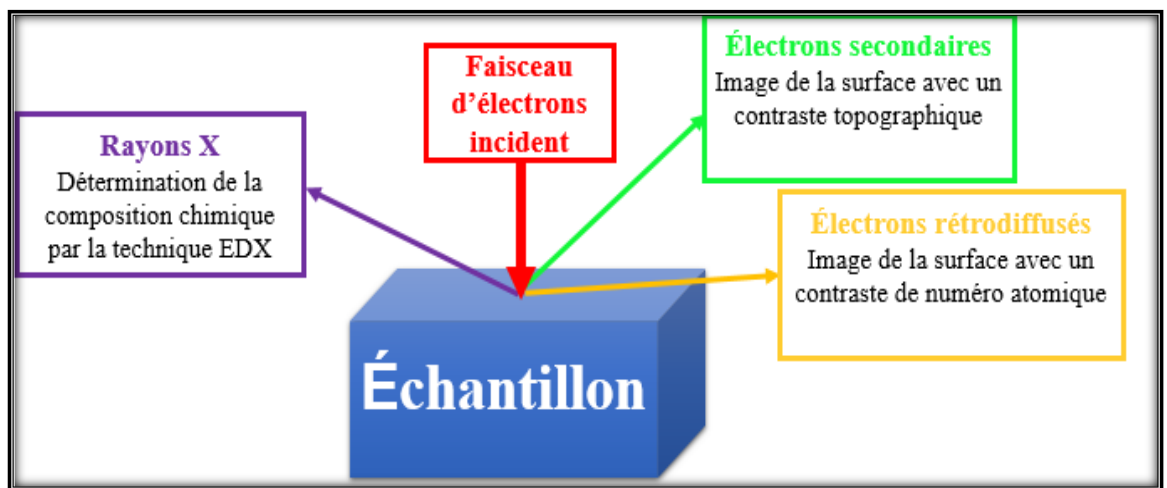 Faisceau
d'électrons
incident
Électrons secondaires
Image de la surface avec un
contraste topographique
Rayons X
Détermination de la
composition chimique
par la technique EDX
Électrons rétrodiffusés
Image de la surface avec un
contraste de numéro atomique
Échantillon